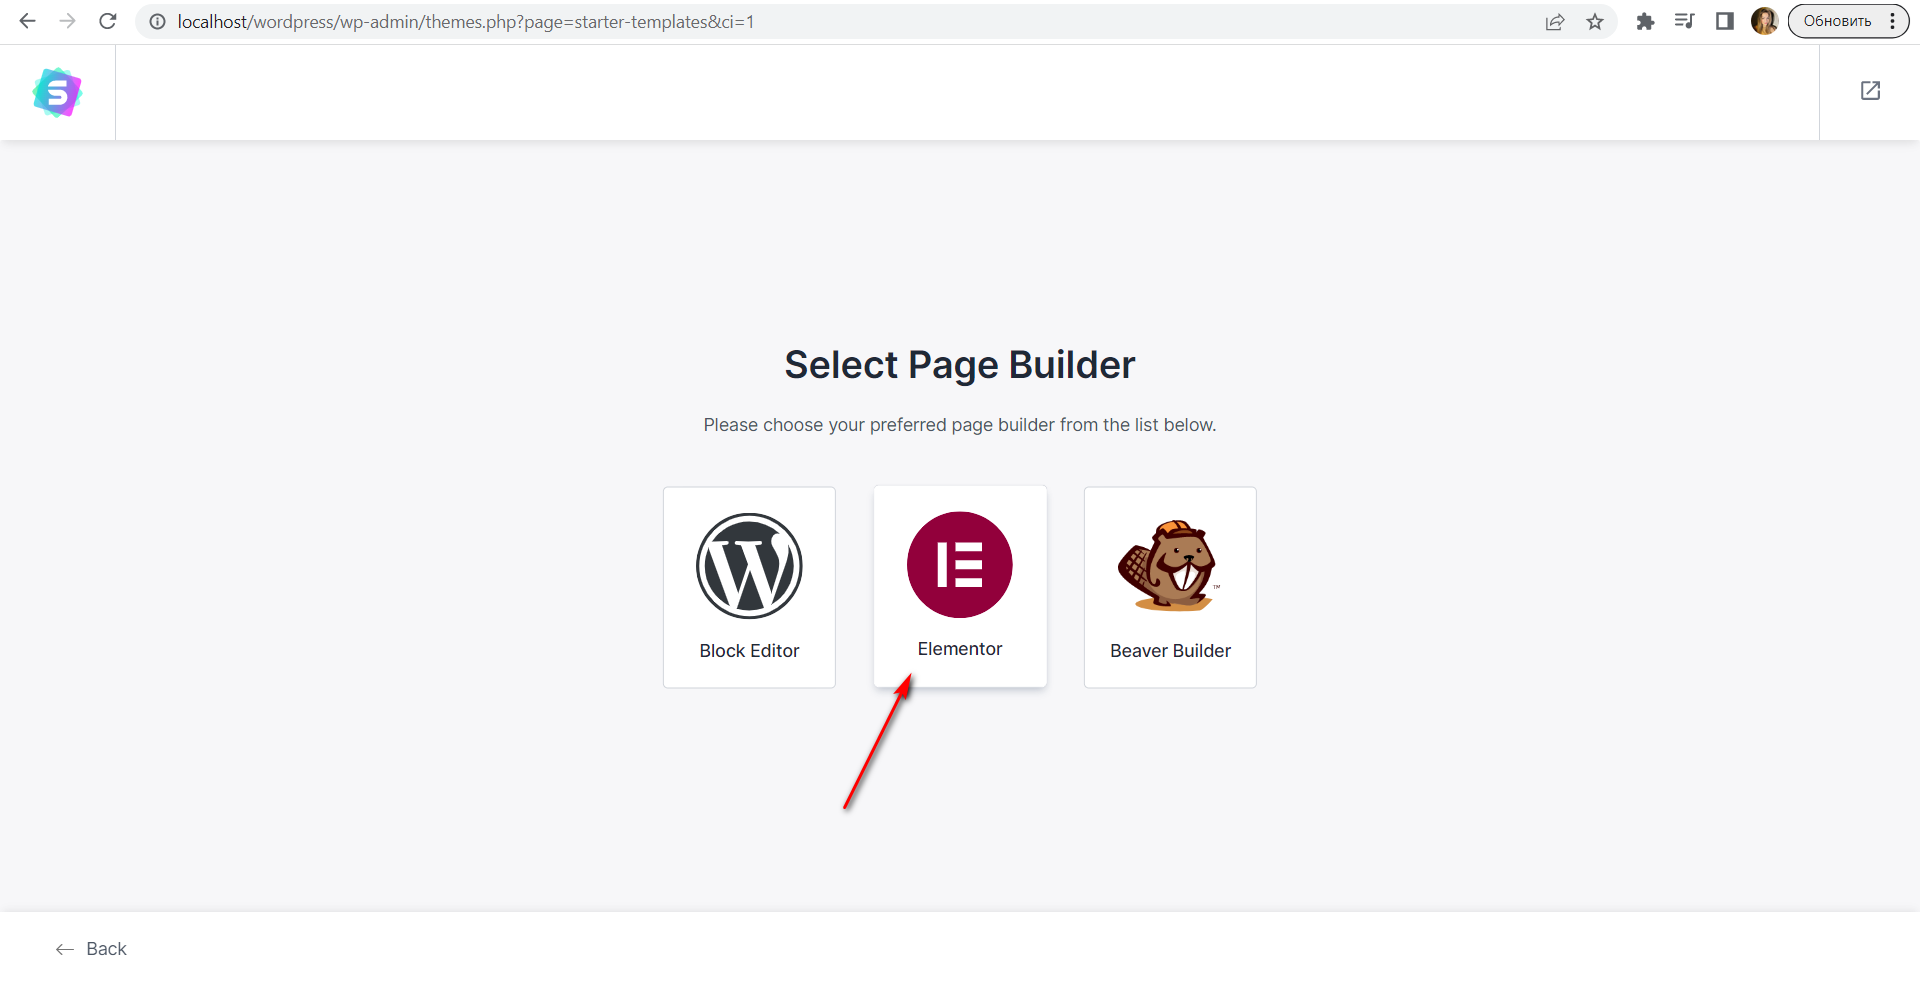 localhost/wordpress/wp-admin/themes.php?page=starter-templates&ci=1
Обновить
S
Select Page Builder
Please choose your preferred page builder from the list below.
W
E
TM
Block Editor
Elementor
Beaver Builder
Back